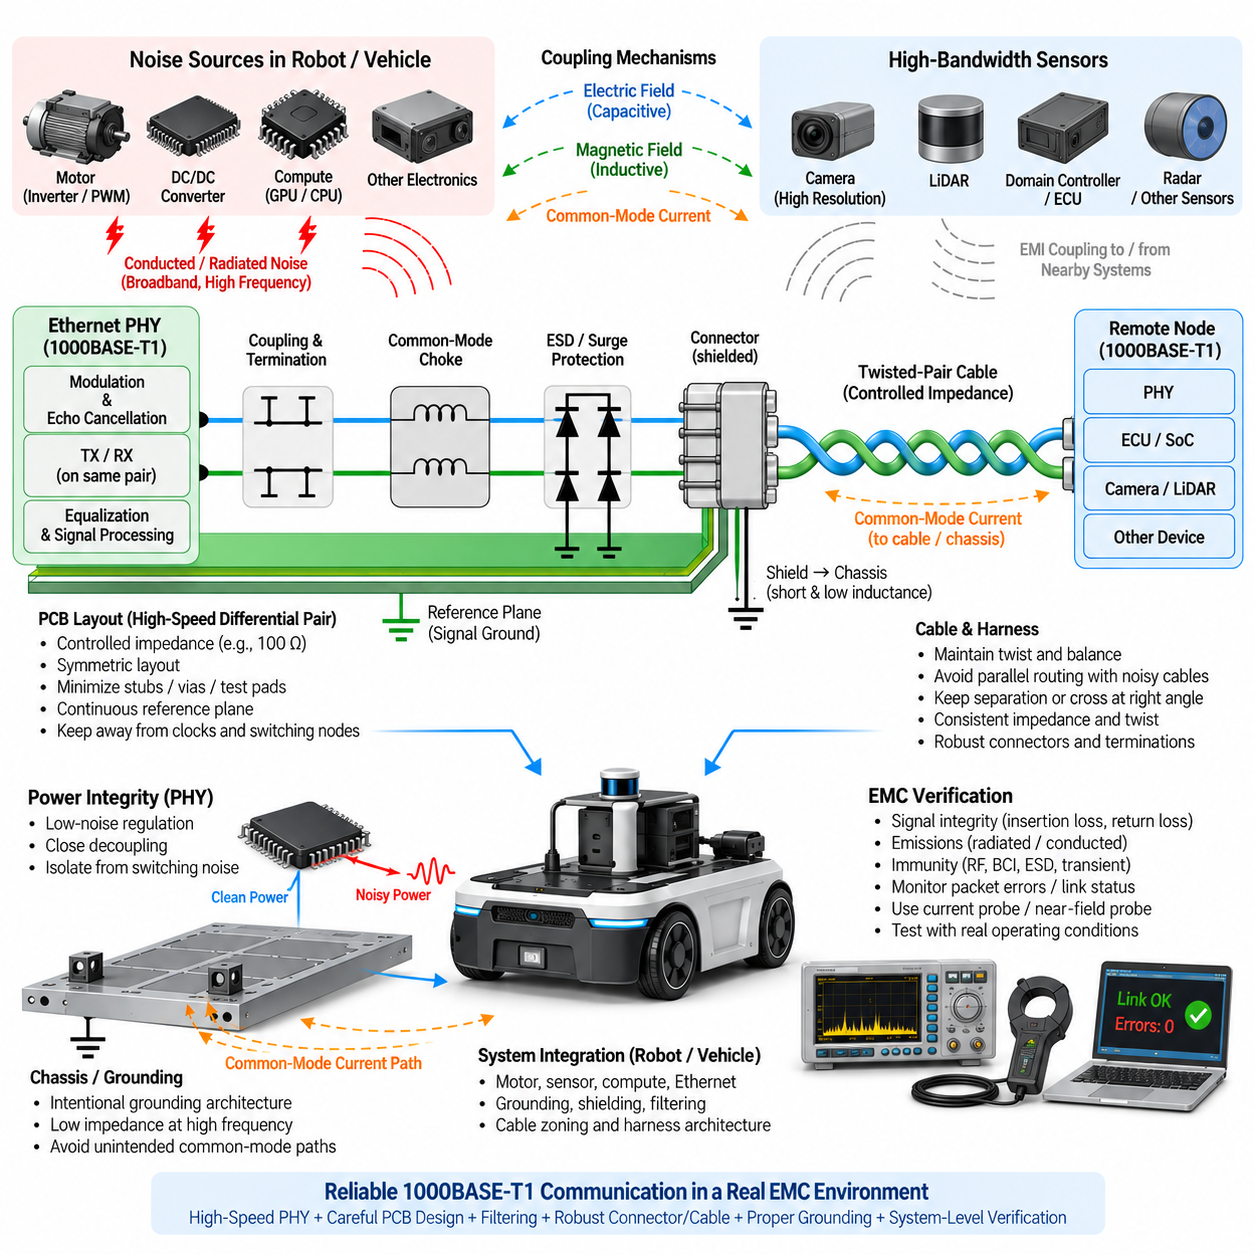 Noise Sources in Robot / Vehicle
Motor
(Inverter / PWM)
DC/DC
Converter
Compute
(GPU / CPU)
Other Electronics
Conducted / Radiated Noise
(Broadband, High Frequency)
Coupling Mechanisms
Electric Field
(Capacitive)
Magnetic Field
(Inductive)
Common-Mode Current
High-Bandwidth Sensors
Camera
(High Resolution)
LiDAR
Domain Controller
/ ECU
Radar
/ Other Sensors
EMI Coupling to / from
Nearby Systems
Ethernet PHY
(1000BASE-T1)
Modulation
&
Echo Cancellation
TX / RX
(on same pair)
Equalization
& Signal Processing
Coupling &
Termination
Common-Mode
Choke
ESD / Surge
Protection
Connector
(shielded)
Twisted-Pair Cable
(Controlled Impedance)
Common-Mode Current
(to cable / chassis)
Remote Node
(1000BASE-T1)
PHY
ECU / SoC
Camera / LiDAR
Other Device
Shield → Chassis
(short & low inductance)
Reference Plane
(Signal Ground)
PCB Layout (High-Speed Differential Pair)
• Controlled impedance (e.g., 100 Ω)
• Symmetric layout
• Minimize stubs / vias / test pads
• Continuous reference plane
• Keep away from clocks and switching nodes
Cable & Harness
• Maintain twist and balance
• Avoid parallel routing with noisy cables
• Keep separation or cross at right angle
• Consistent impedance and twist
• Robust connectors and terminations
Power Integrity (PHY)
• Low-noise regulation
• Close decoupling
• Isolate from switching noise
Clean Power
Noisy Power
EMC Verification
• Signal integrity (insertion loss, return loss)
• Emissions (radiated / conducted)
• Immunity (RF, BCI, ESD, transient)
• Monitor packet errors / link status
• Use current probe / near-field probe
• Test with real operating conditions
Link OK
Errors: 0
Common-Mode Current Path
Chassis / Grounding
• Intentional grounding architecture
• Low impedance at high frequency
• Avoid unintended common-mode paths
System Integration (Robot / Vehicle)
• Motor, sensor, compute, Ethernet
• Grounding, shielding, filtering
• Cable zoning and harness architecture
Reliable 1000BASE-T1 Communication in a Real EMC Environment
High-Speed PHY + Careful PCB Design + Filtering + Robust Connector/Cable + Proper Grounding + System-Level Verification